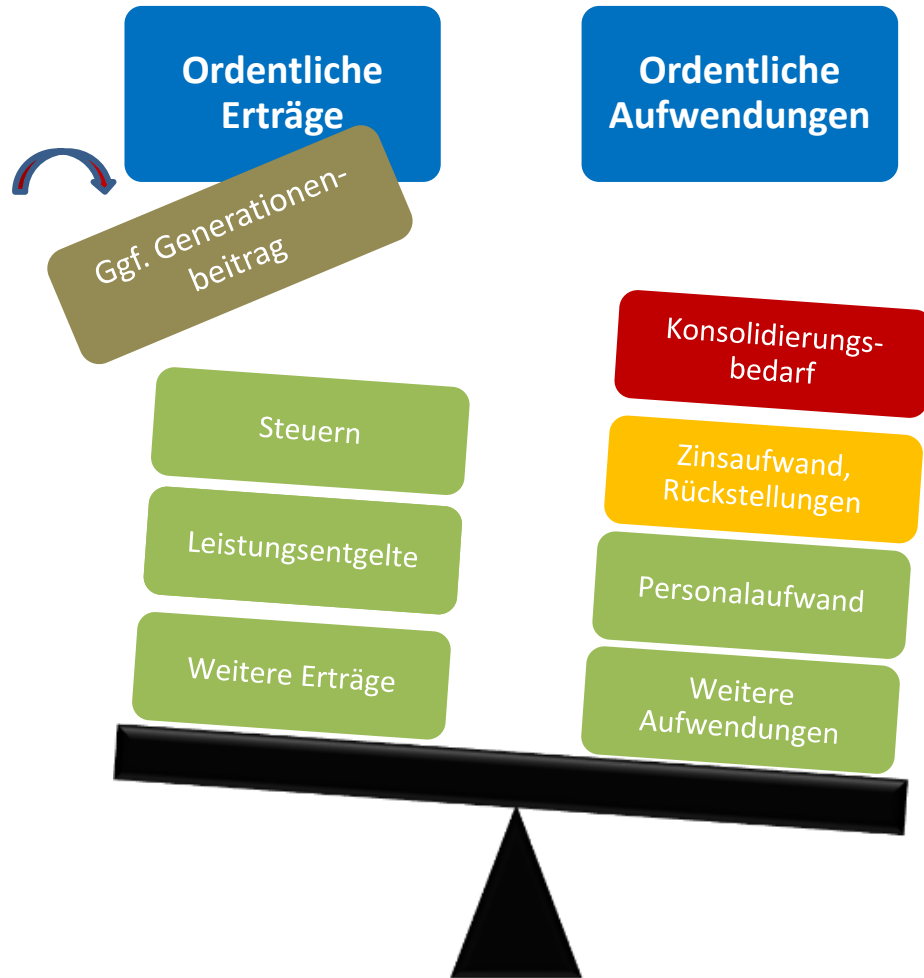 Ordentliche
Erträge
Ggf. Generationen-
beitrag
Steuern
Leistungsentgelte
Weitere Erträge
Ordentliche
Aufwendungen
Konsolidierungs-
bedarf
Zinsaufwand,
Rückstellungen
Personalaufwand
Weitere
Aufwendungen